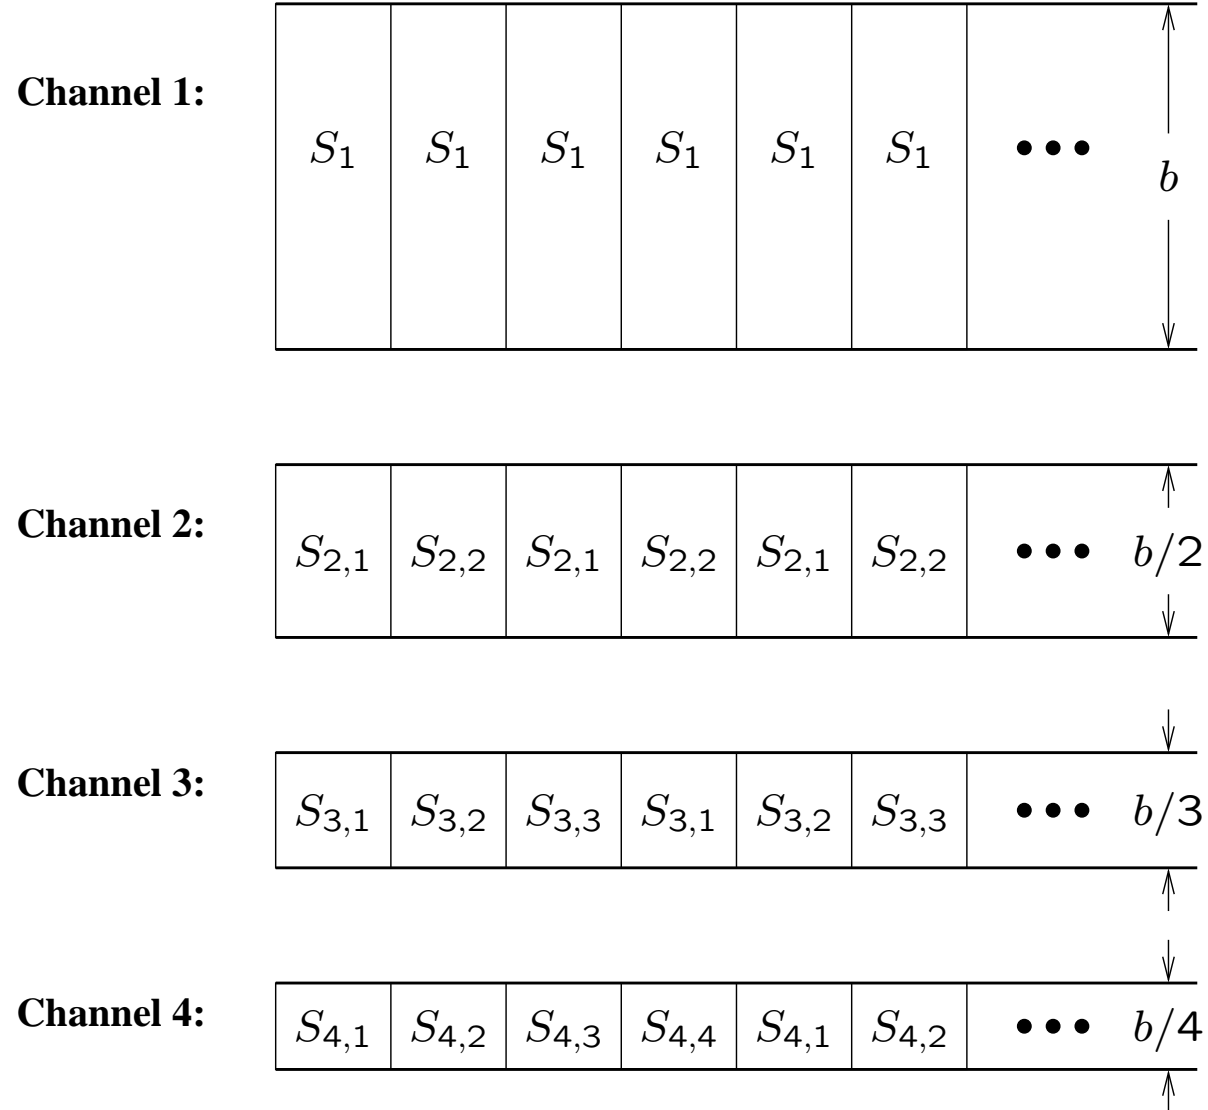 Channel 1:
S₁ S₁ S₁ S₁ S₁ S₁ ••• b
Channel 2:
S₂,₁ S₂,₂ S₂,₁ S₂,₂ S₂,₁ S₂,₂ ••• b/2
Channel 3:
S₃,₁ S₃,₂ S₃,₃ S₃,₁ S₃,₂ S₃,₃ ••• b/3
Channel 4:
S₄,₁ S₄,₂ S₄,₃ S₄,₄ S₄,₁ S₄,₂ ••• b/4